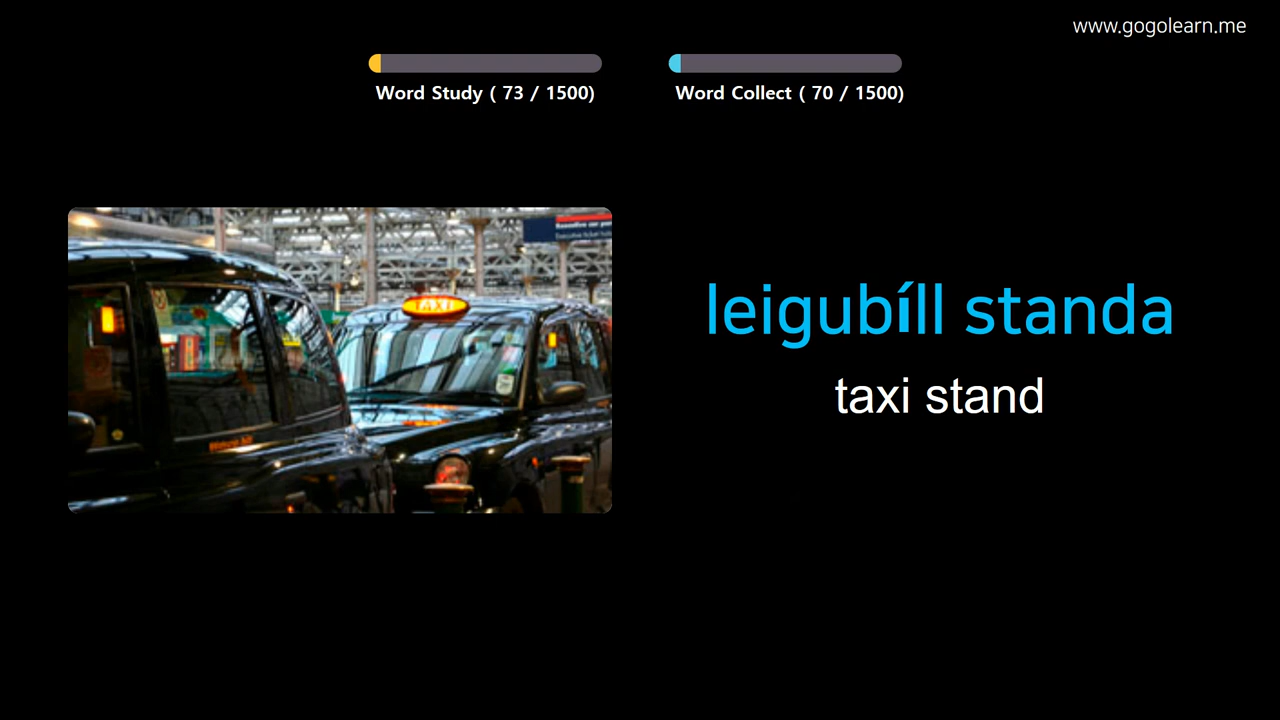 www.gogolearn.me
Word Study ( 73 / 1500)
Word Collect ( 70 / 1500)
TAXI
leigubíll standa
taxi stand